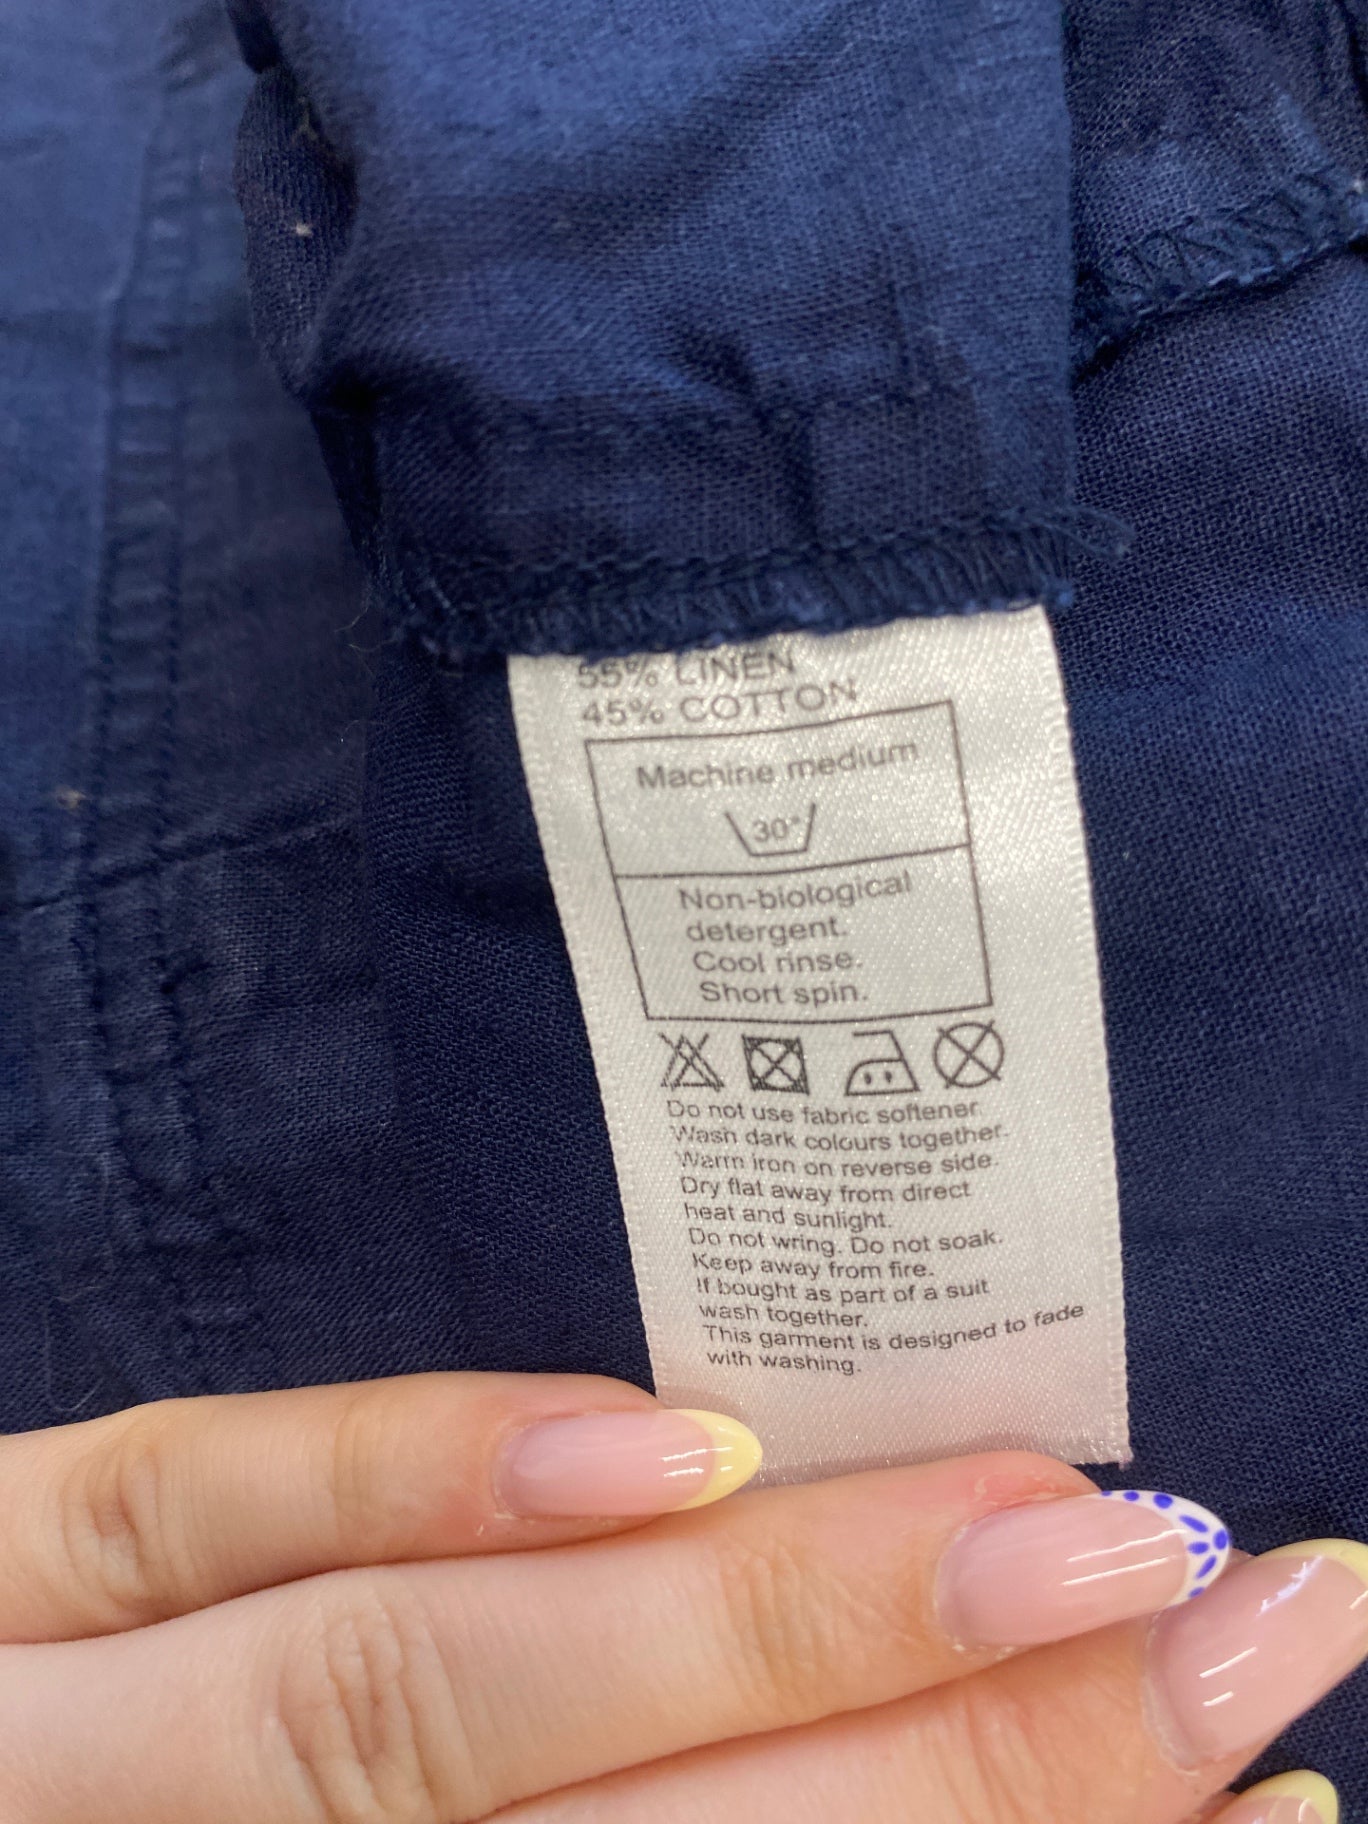 55% LINEN
45% COTTON
Machine medium
30°
Non-biological
detergent.
Cool rinse.
Short spin.
Do not use fabric softener.
Wash dark colours together.
Warm iron on reverse side.
Dry flat away from direct
heat and sunlight.
Do not wring. Do not soak.
Keep away from fire.
If bought as part of a suit
wash together.
This garment is designed to fade
with washing.